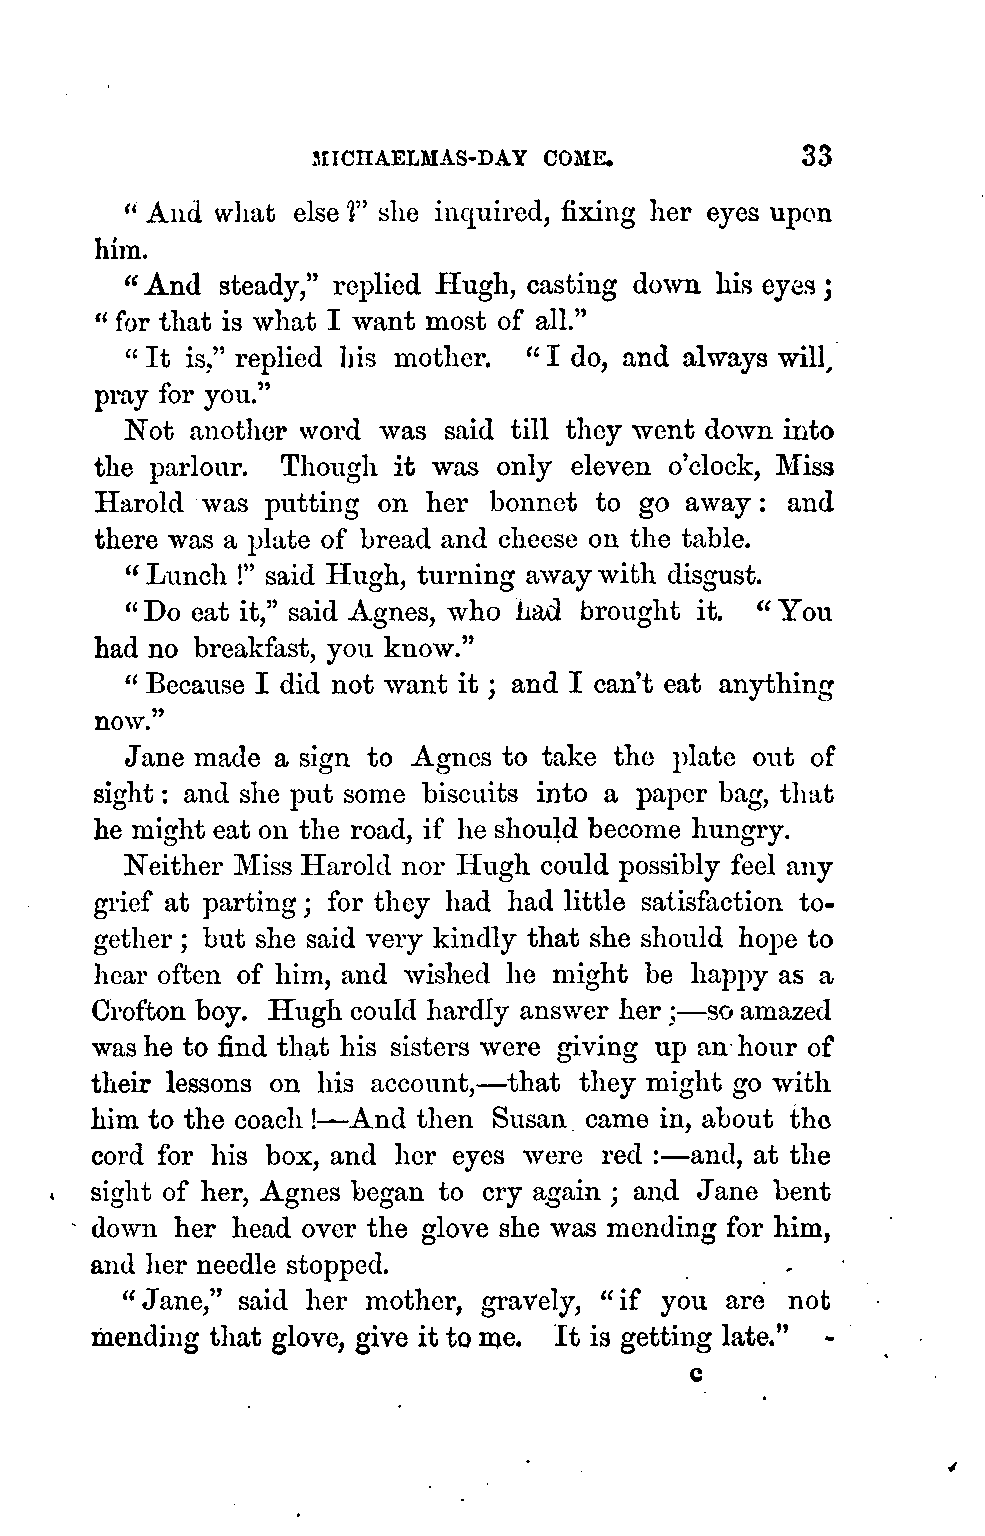 MICHAELMAS-DAY COME. 33
" And what else ?" she inquired, fixing her eyes upon
him.
" And steady," replied Hugh, casting down his eyes ;
" for that is what I want most of all."
" It is," replied his mother. " I do, and always will,
pray for you."
Not another word was said till they went down into
the parlour. Though it was only eleven o'clock, Miss
Harold was putting on her bonnet to go away : and
there was a plate of bread and cheese on the table.
" Lunch !" said Hugh, turning away with disgust.
" Do eat it," said Agnes, who had brought it. " You
had no breakfast, you know."
" Because I did not want it ; and I can't eat anything
now."
Jane made a sign to Agnes to take the plate out of
sight : and she put some biscuits into a paper bag, that
he might eat on the road, if he should become hungry.
Neither Miss Harold nor Hugh could possibly feel any
grief at parting ; for they had had little satisfaction to-
gether ; but she said very kindly that she should hope to
hear often of him, and wished he might be happy as a
Crofton boy. Hugh could hardly answer her ;—so amazed
was he to find that his sisters were giving up an hour of
their lessons on his account,—that they might go with
him to the coach !—And then Susan came in, about the
cord for his box, and her eyes were red :—and, at the
sight of her, Agnes began to cry again ; and Jane bent
down her head over the glove she was mending for him,
and her needle stopped.
" Jane," said her mother, gravely, " if you are not
mending that glove, give it to me. It is getting late."
C